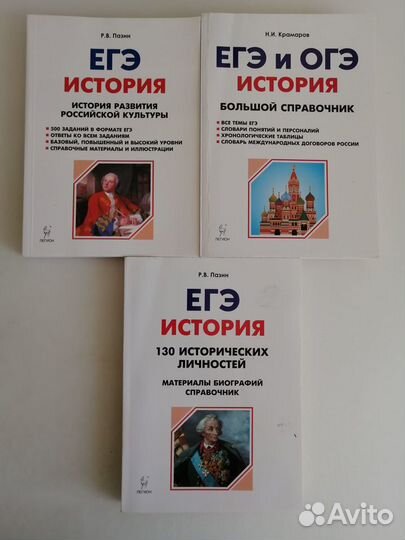 Р.В. Пазин
ЕГЭ
ИСТОРИЯ
ИСТОРИЯ РАЗВИТИЯ
РОССИЙСКОЙ КУЛЬТУРЫ
500 ЗАДАНИЙ В ФОРМАТЕ ЕГЭ
ОТВЕТЫ КО ВСЕМ ЗАДАНИЯМ
БАЗОВЫЙ, ПОВЫШЕННЫЙ И ВЫСОКИЙ УРОВНИ
СПРАВОЧНЫЕ МАТЕРИАЛЫ И ИЛЛЮСТРАЦИИ
ЛЕГИОН
Н.И. Крамаров
ЕГЭ и ОГЭ
ИСТОРИЯ
БОЛЬШОЙ СПРАВОЧНИК
ВСЕ ТЕМЫ ЕГЭ
СЛОВАРИ ПОНЯТИЙ И ПЕРСОНАЛИЙ
ХРОНОЛОГИЧЕСКИЕ ТАБЛИЦЫ
СЛОВАРЬ МЕЖДУНАРОДНЫХ ДОГОВОРОВ РОССИИ
ЛЕГИОН
Р.В. Пазин
ЕГЭ
ИСТОРИЯ
130 ИСТОРИЧЕСКИХ
ЛИЧНОСТЕЙ
МАТЕРИАЛЫ БИОГРАФИЙ
СПРАВОЧНИК
ЛЕГИОН
Avito